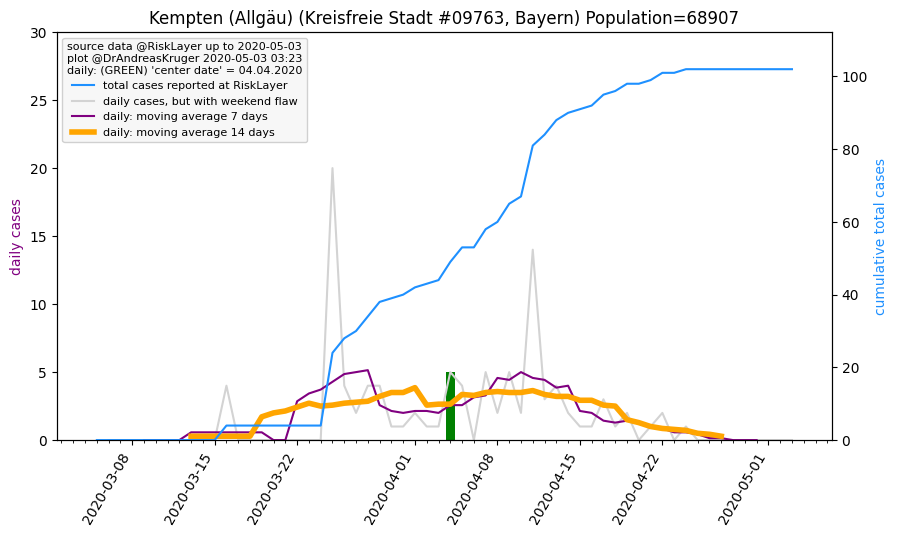 Kempten (Allgäu) (Kreisfreie Stadt #09763, Bayern) Population=68907
source data @RiskLayer up to 2020-05-03
plot @DrAndreasKruger 2020-05-03 03:23
daily: (GREEN) 'center date' = 04.04.2020
total cases reported at RiskLayer
daily cases, but with weekend flaw
daily: moving average 7 days
daily: moving average 14 days
daily cases
30
25
20
15
10
5
0
cumulative total cases
100
80
60
40
20
0
2020-03-08
2020-03-15
2020-03-22
2020-04-01
2020-04-08
2020-04-15
2020-04-22
2020-05-01